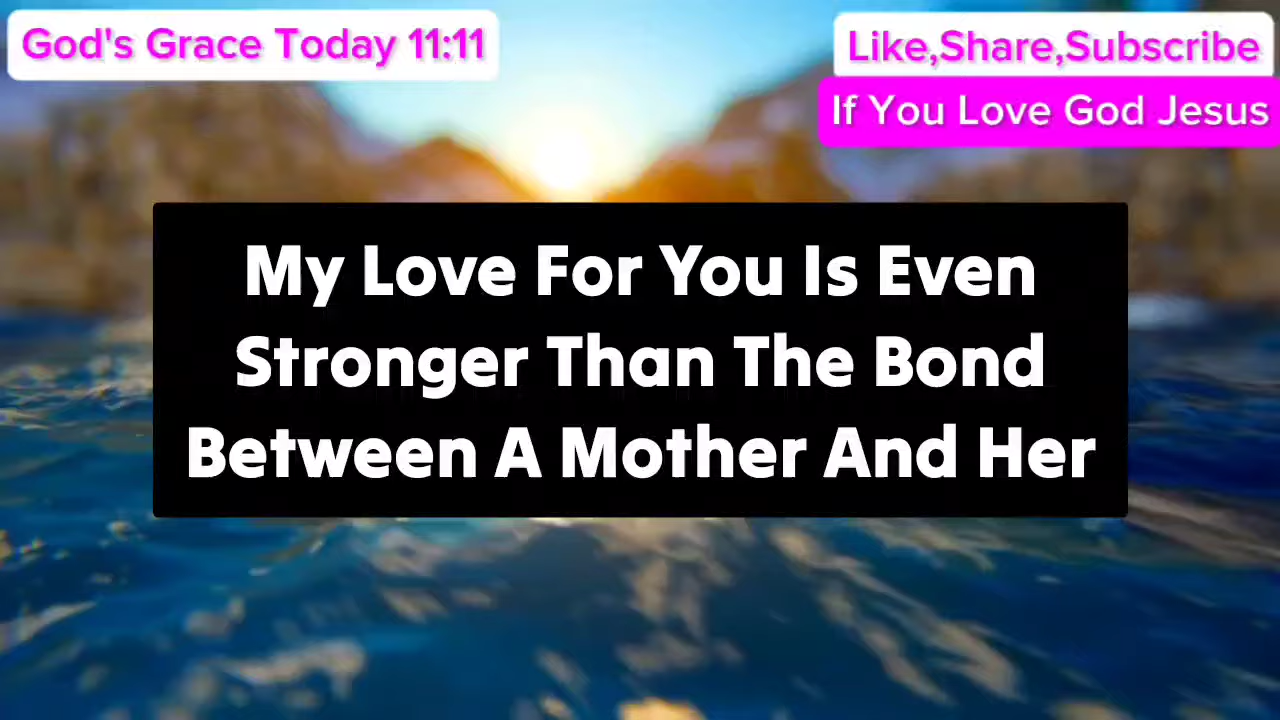 God's Grace Today 11:11
Like,Share,Subscribe
If You Love God Jesus
My Love For You Is Even
Stronger Than The Bond
Between A Mother And Her